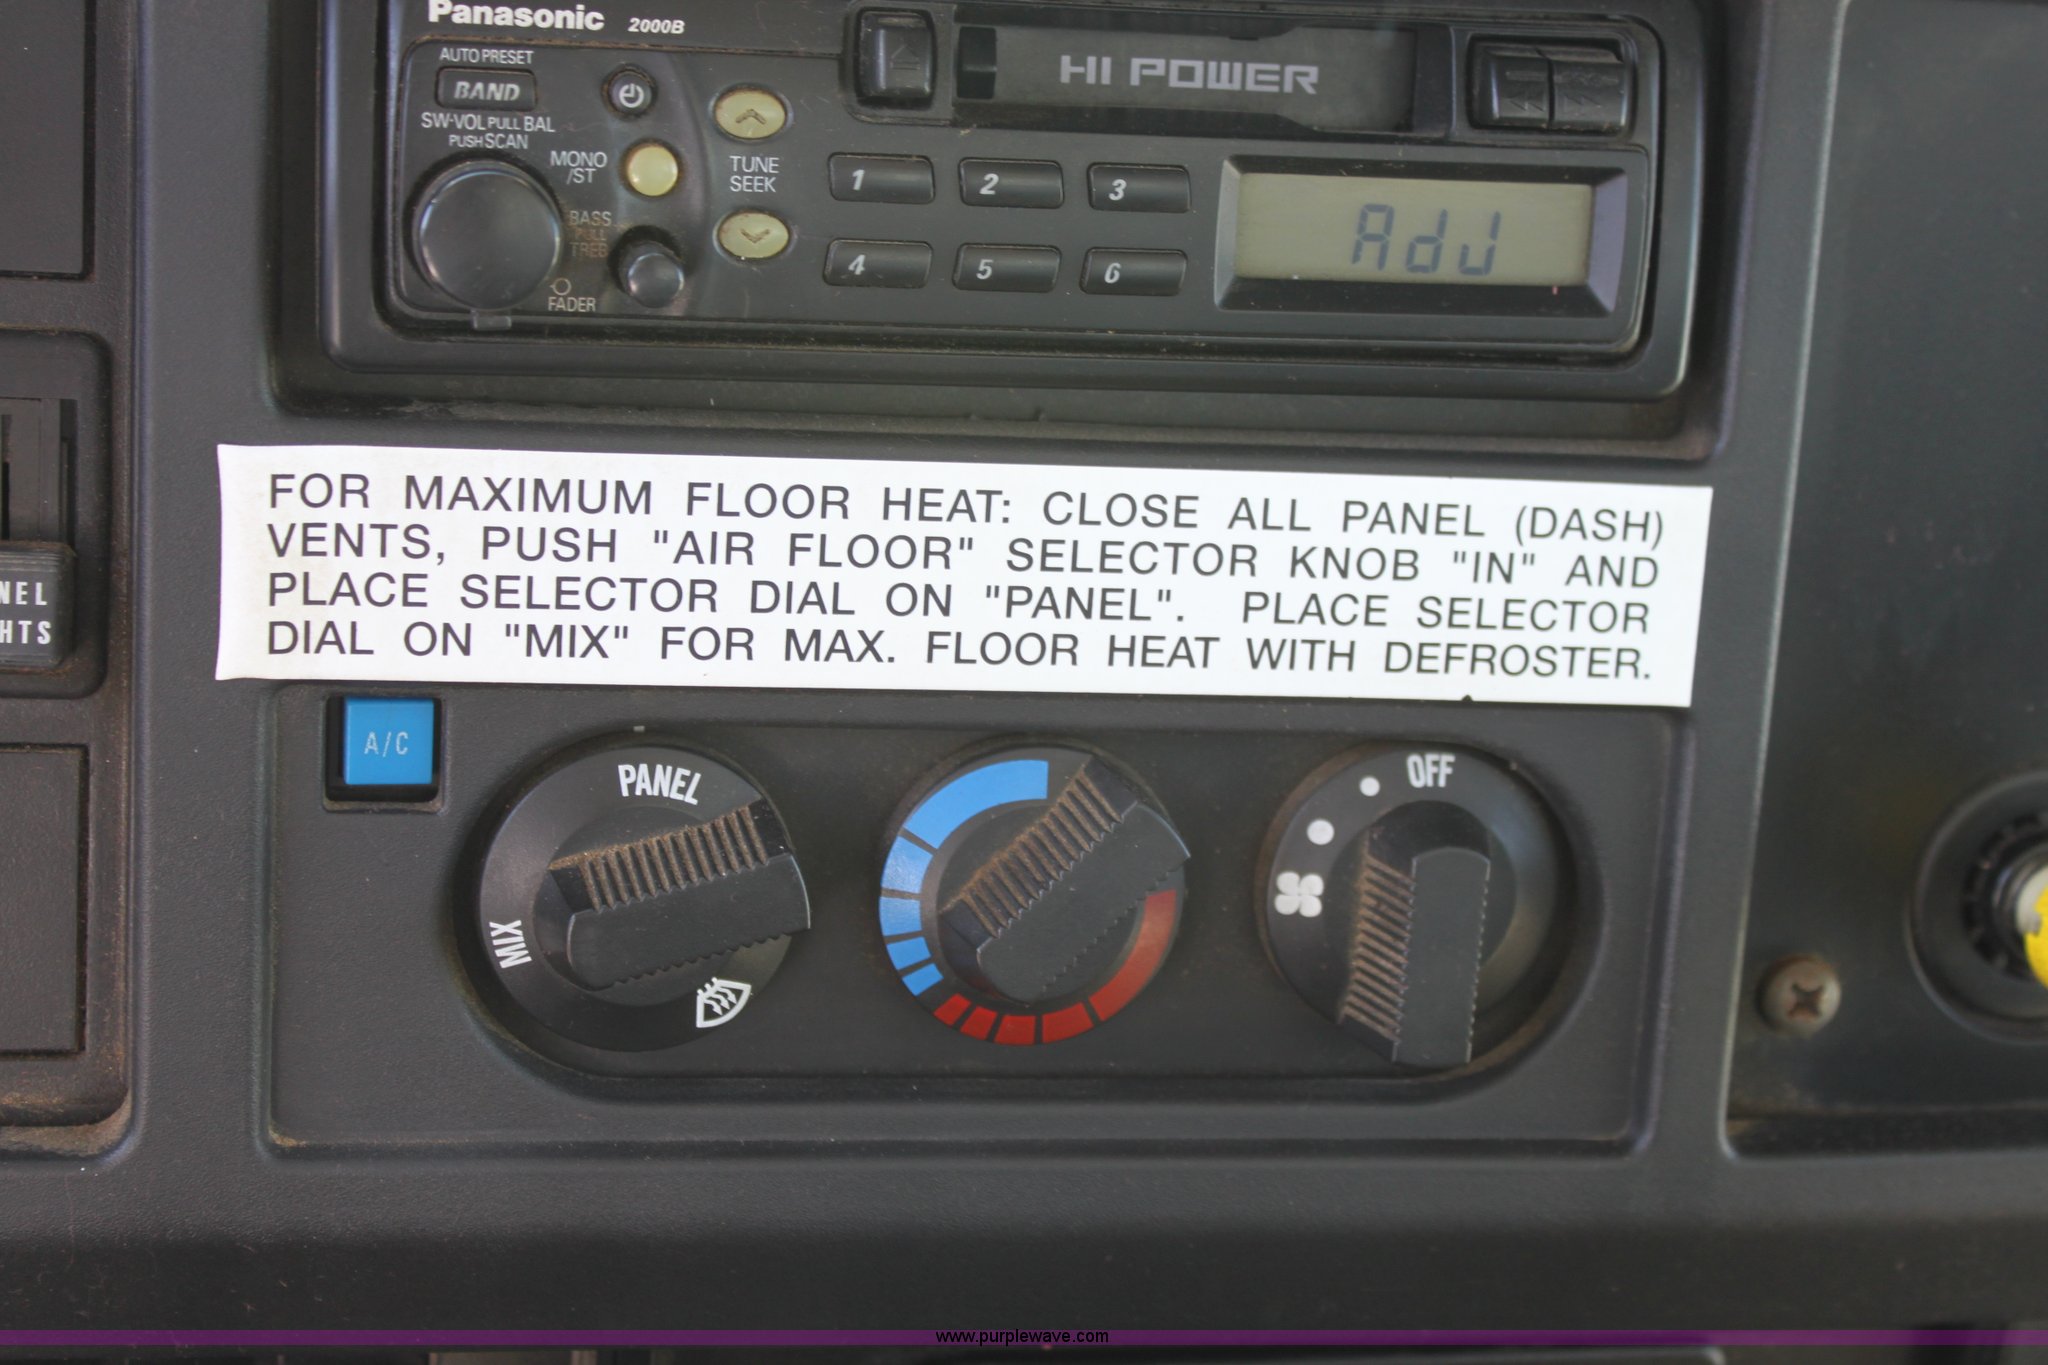 Panasonic 2000B
AUTO PRESET
BAND
SW-VOL PULL BAL
PUSH SCAN
MONO
/ST
BASS
PULL
TREB
FADER
TUNE
SEEK
HI POWER
1 2 3
4 5 6
AdJ
NEL
HTS
FOR MAXIMUM FLOOR HEAT: CLOSE ALL PANEL (DASH)
VENTS, PUSH "AIR FLOOR" SELECTOR KNOB "IN" AND
PLACE SELECTOR DIAL ON "PANEL". PLACE SELECTOR
DIAL ON "MIX" FOR MAX. FLOOR HEAT WITH DEFROSTER.
A/C
PANEL
MIX
OFF
www.purplewave.com